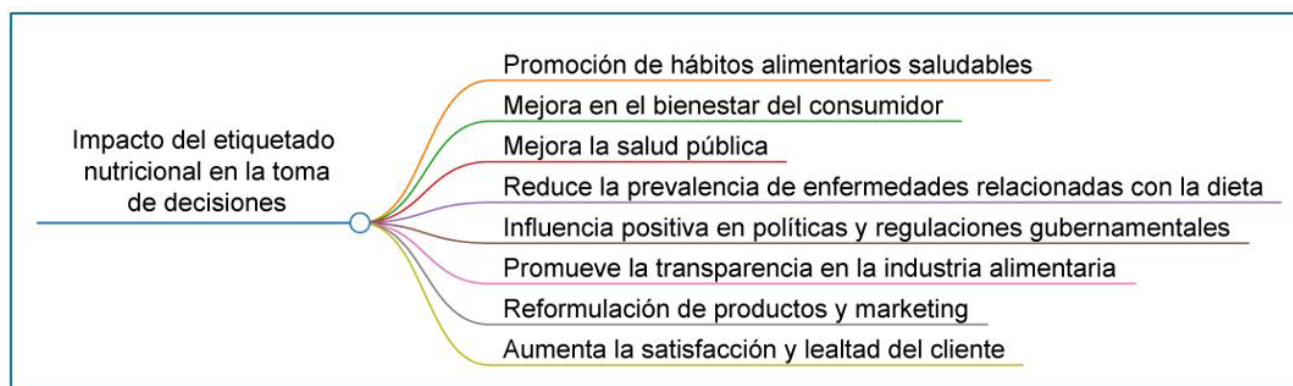 Impacto del etiquetado
nutricional en la toma
de decisiones
Promoción de hábitos alimentarios saludables
Mejora en el bienestar del consumidor
Mejora la salud pública
Reduce la prevalencia de enfermedades relacionadas con la dieta
Influencia positiva en políticas y regulaciones gubernamentales
Promueve la transparencia en la industria alimentaria
Reformulación de productos y marketing
Aumenta la satisfacción y lealtad del cliente